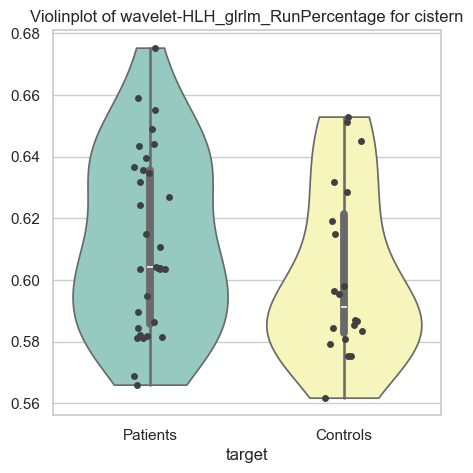 Violinplot of wavelet-HLH_glrlm_RunPercentage for cistern
0.68
0.66
0.64
0.62
0.60
0.58
0.56
Patients
Controls
target